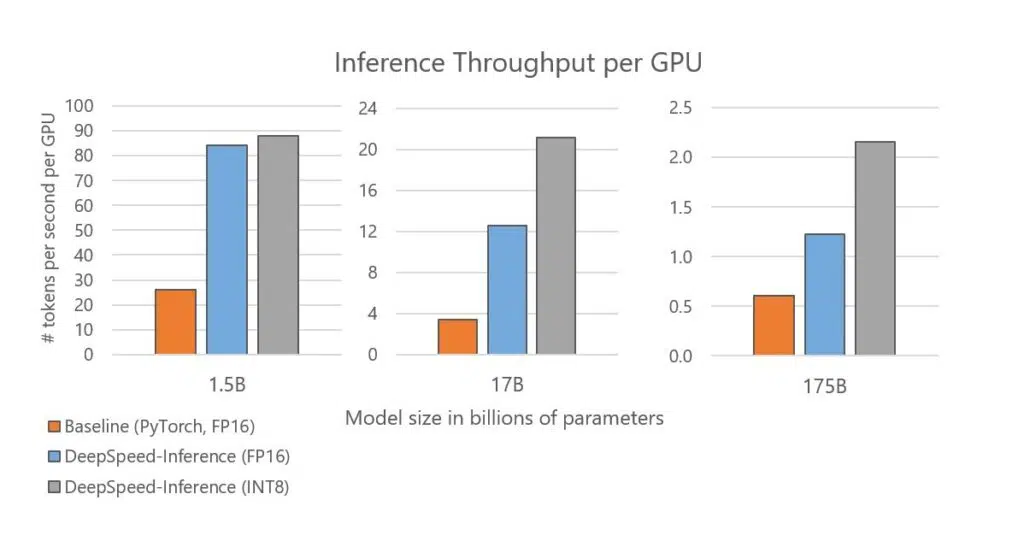 Inference Throughput per GPU
# tokens per second per GPU
100
90
80
70
60
50
40
30
20
10
0
1.5B
24
20
16
12
8
4
0
17B
2.5
2.0
1.5
1.0
0.5
0.0
175B
Model size in billions of parameters
Baseline (PyTorch, FP16)
DeepSpeed-Inference (FP16)
DeepSpeed-Inference (INT8)